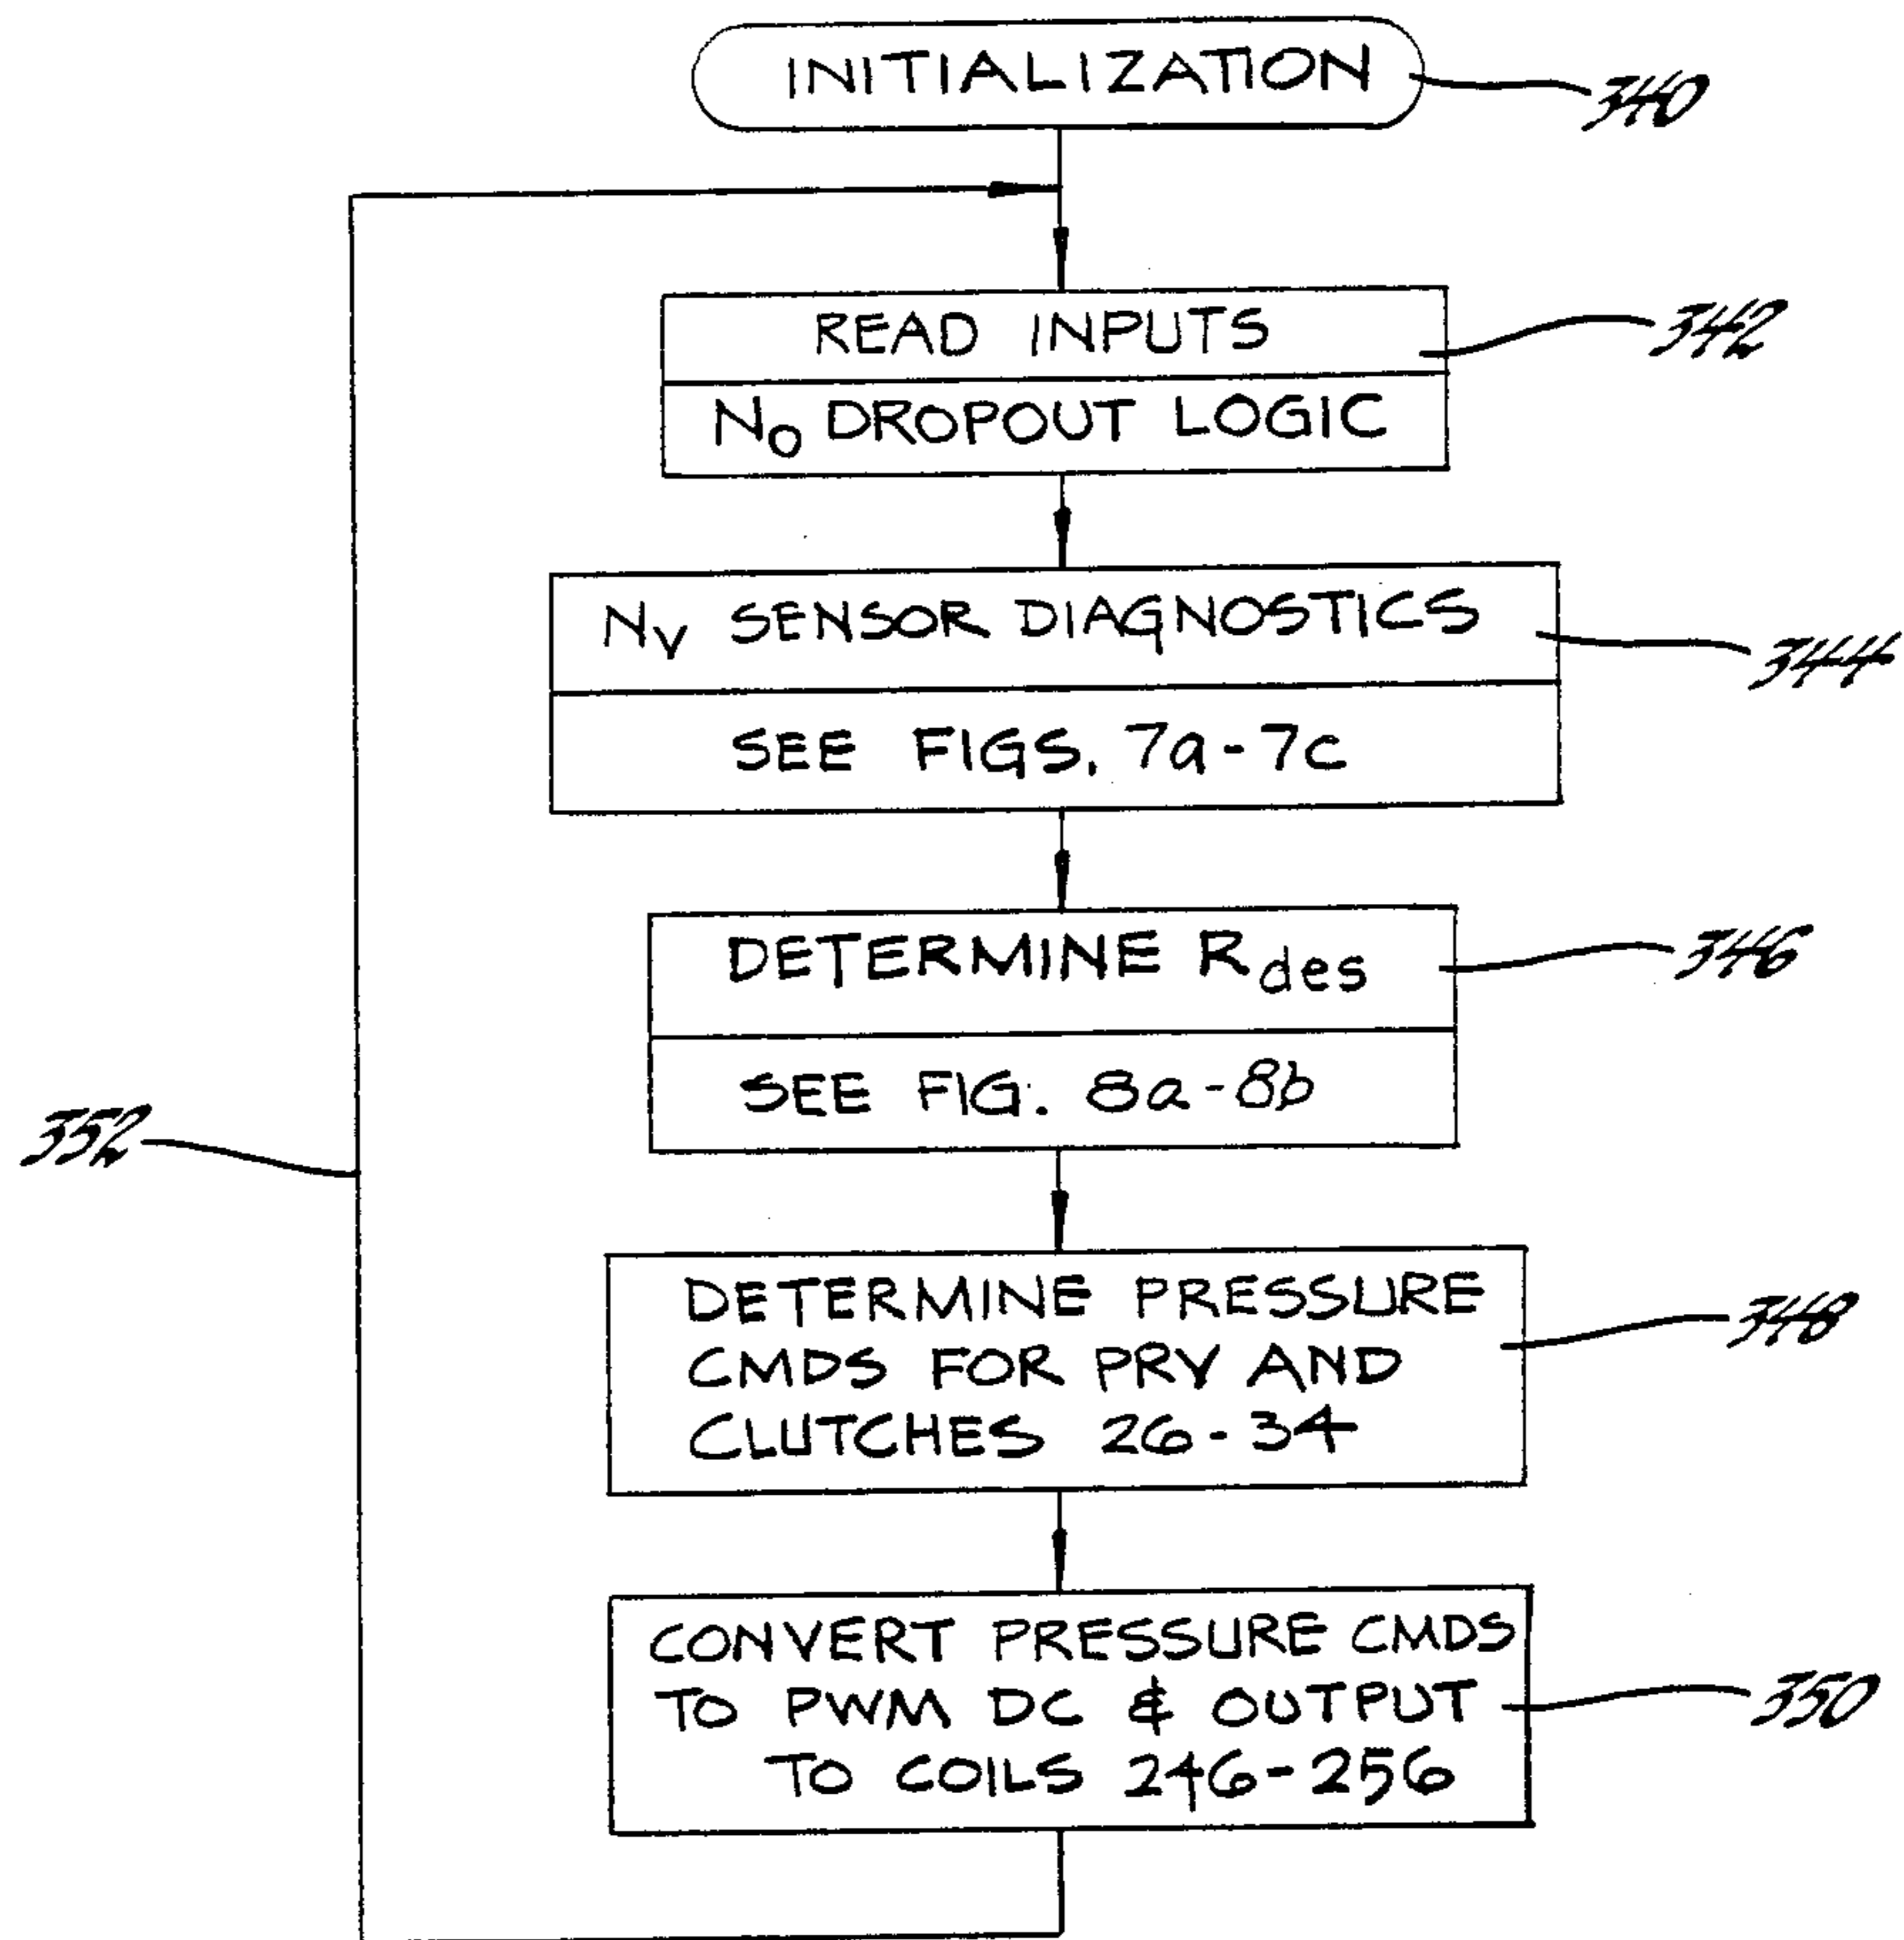 INITIALIZATION
340
READ INPUTS
342
No DROPOUT LOGIC
Nv SENSOR DIAGNOSTICS
344
SEE FIGS. 7a-7c
DETERMINE Rdes
346
SEE FIG. 8a-8b
352
DETERMINE PRESSURE
CMDS FOR PRV AND
CLUTCHES 26-34
348
CONVERT PRESSURE CMDS
TO PWM DC & OUTPUT
TO COILS 246-256
350